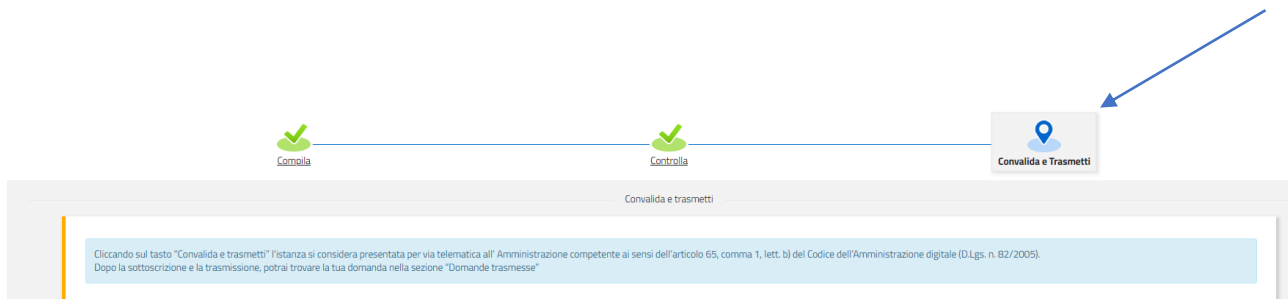 Compila
Controlla
Convalida e Trasmetti
Convalida e trasmetti
Cliccando sul tasto "Convalida e trasmetti" l'istanza si considera presentata per via telematica all' Amministrazione competente ai sensi dell'articolo 65, comma 1, lett. b) del Codice dell'Amministrazione digitale (D.Lgs. n. 82/2005).
Dopo la sottoscrizione e la trasmissione, potrai trovare la tua domanda nella sezione "Domande trasmesse"